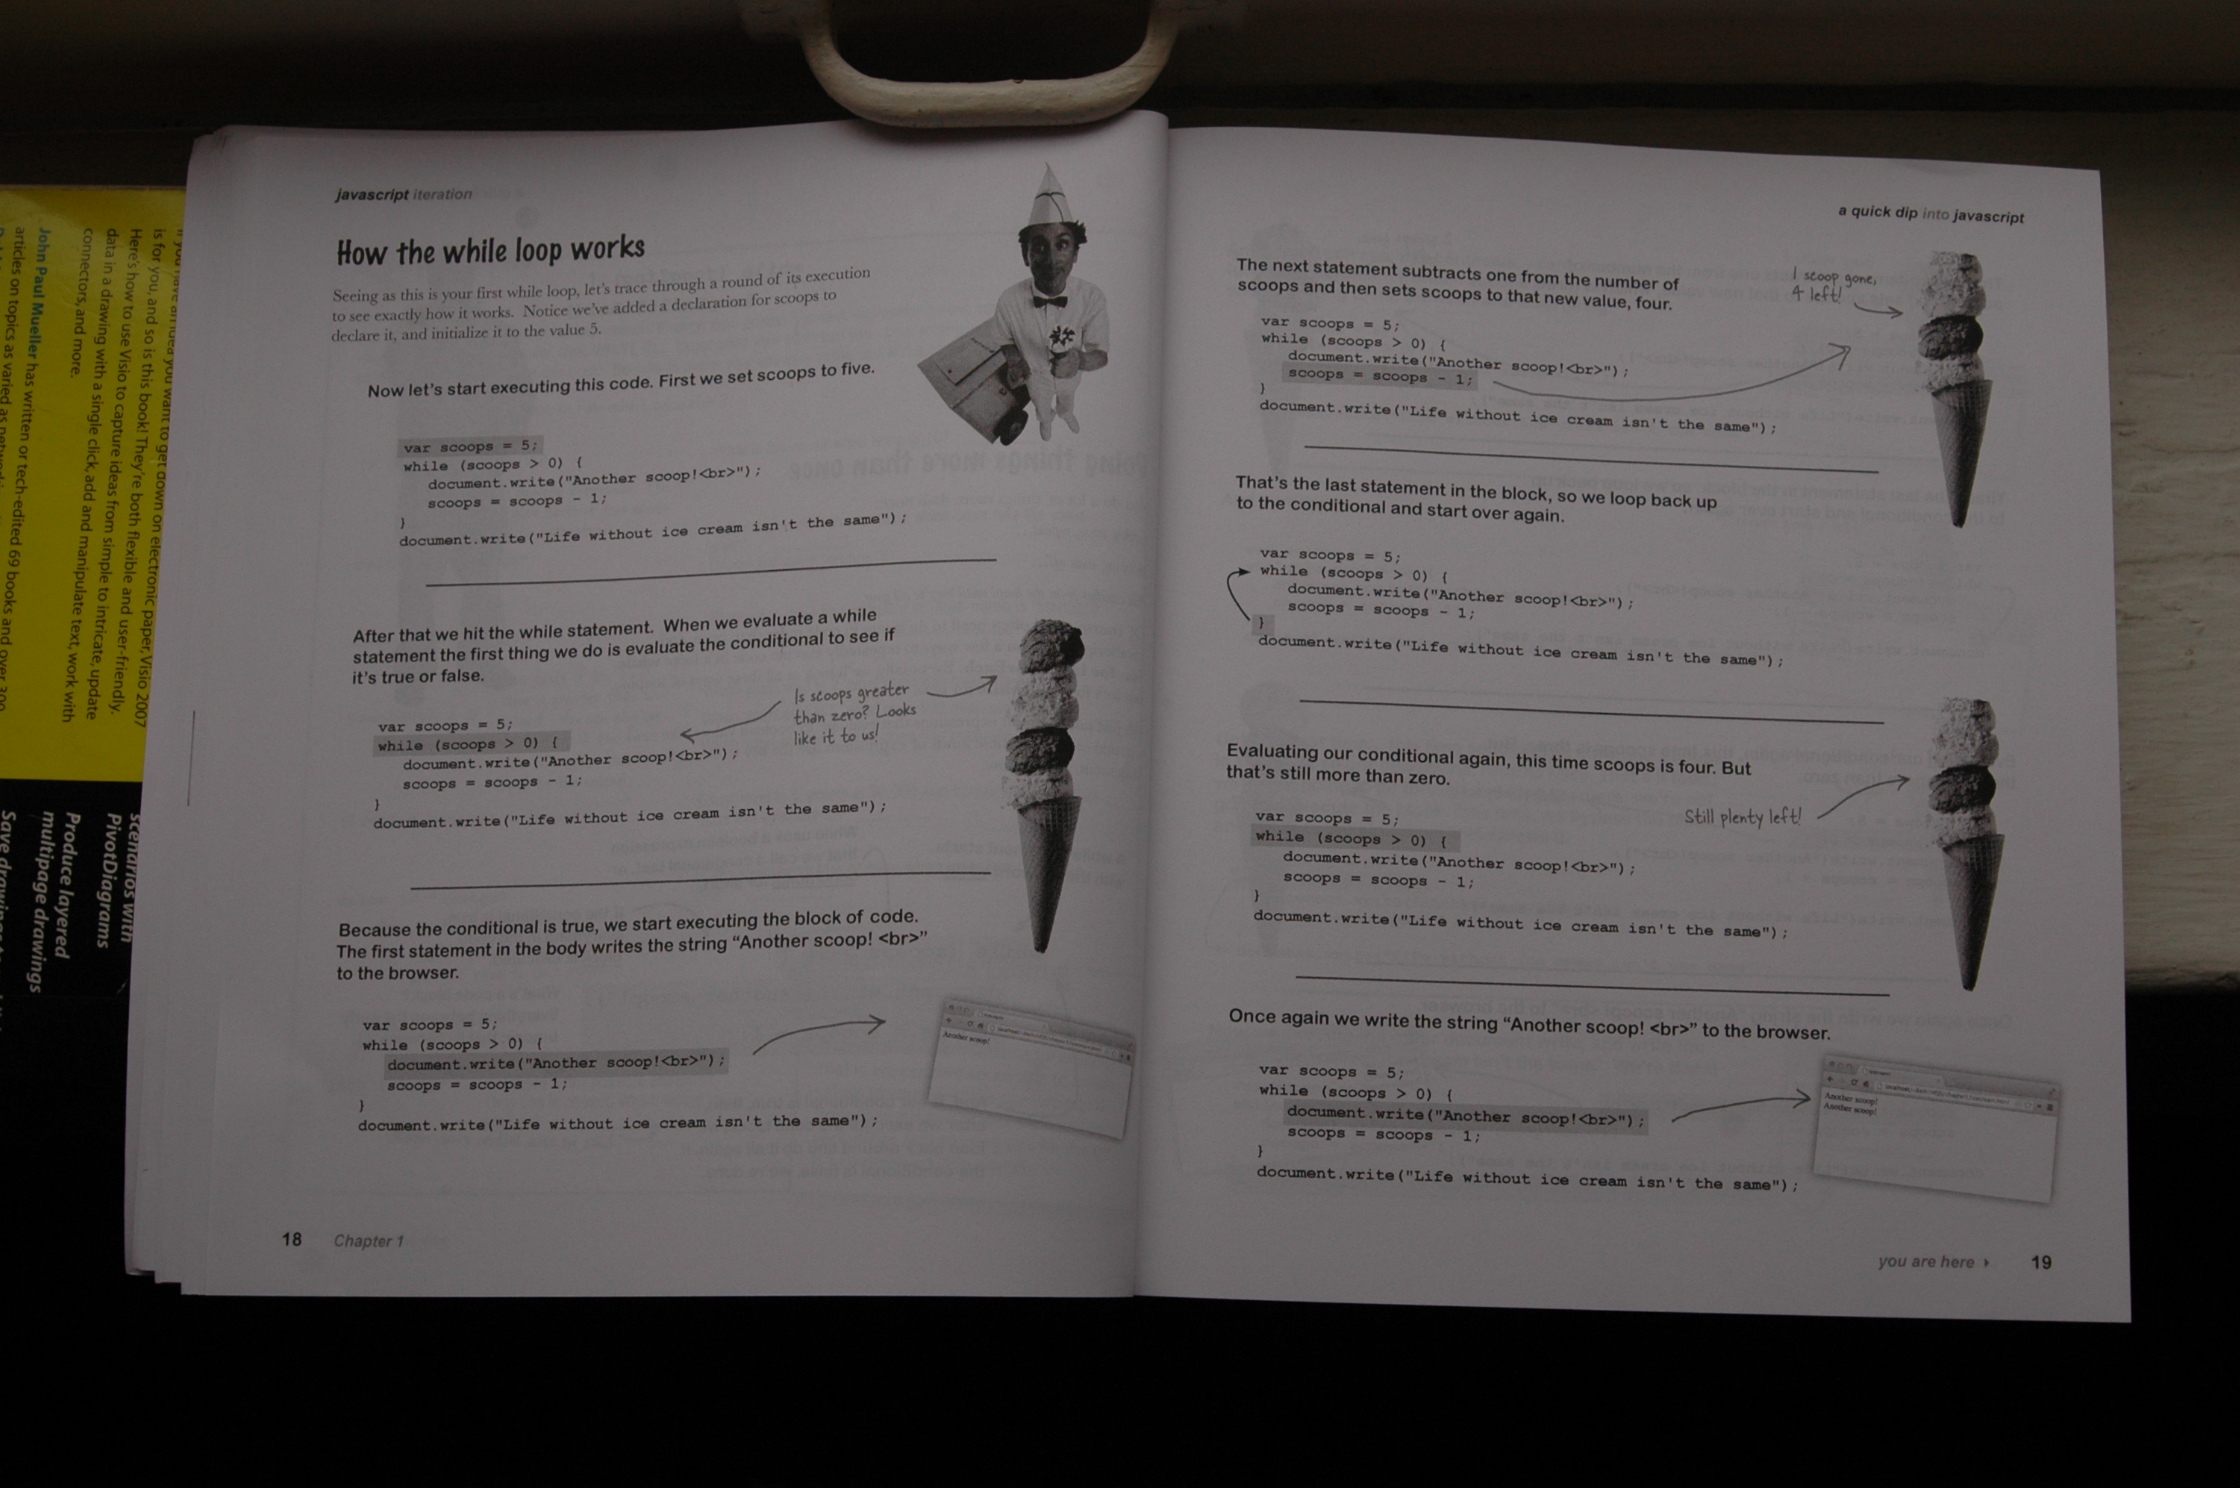 javascript iteration
How the while loop works
Seeing as this is your first while loop, let's trace through a round of its execution
to see exactly how it works. Notice we've added a declaration for scoops to
declare it, and initialize it to the value 5.
Now let's start executing this code. First we set scoops to five.
var scoops = 5;
while (scoops > 0) {
document.write("Another scoop!<br>");
scoops = scoops - 1;
}
document.write("Life without ice cream isn't the same");
After that we hit the while statement. When we evaluate a while
statement the first thing we do is evaluate the conditional to see if
it's true or false.
Is scoops greater
than zero? Looks
like it to us!
var scoops = 5;
while (scoops > 0) {
document.write("Another scoop!<br>");
scoops = scoops - 1;
}
document.write("Life without ice cream isn't the same");
Because the conditional is true, we start executing the block of code.
The first statement in the body writes the string "Another scoop! <br>"
to the browser.
var scoops = 5;
while (scoops > 0) {
document.write("Another scoop!<br>");
scoops = scoops - 1;
}
document.write("Life without ice cream isn't the same");
Another scoop!
18 Chapter 1
a quick dip into javascript
The next statement subtracts one from the number of
scoops and then sets scoops to that new value, four.
1 scoop gone,
4 left!
var scoops = 5;
while (scoops > 0) {
document.write("Another scoop!<br>");
scoops = scoops - 1;
}
document.write("Life without ice cream isn't the same");
That's the last statement in the block, so we loop back up
to the conditional and start over again.
var scoops = 5;
while (scoops > 0) {
document.write("Another scoop!<br>");
scoops = scoops - 1;
}
document.write("Life without ice cream isn't the same");
Evaluating our conditional again, this time scoops is four. But
that's still more than zero.
Still plenty left!
var scoops = 5;
while (scoops > 0) {
document.write("Another scoop!<br>");
scoops = scoops - 1;
}
document.write("Life without ice cream isn't the same");
Once again we write the string "Another scoop! <br>" to the browser.
var scoops = 5;
while (scoops > 0) {
document.write("Another scoop!<br>");
scoops = scoops - 1;
}
document.write("Life without ice cream isn't the same");
Another scoop!
Another scoop!
you are here 19
If you have an idea you want to get down on electronic paper, Visio 2007
is for you, and so is this book! They're both flexible and user-friendly.
Here's how to use Visio to capture ideas from simple to intricate, update
data in a drawing with a single click, add and manipulate text, work with
connectors, and more.
John Paul Mueller has written or tech-edited 69 books and over 300
articles on topics as varied as
scenarios with
PivotDiagrams
Produce layered
multipage drawings
Save